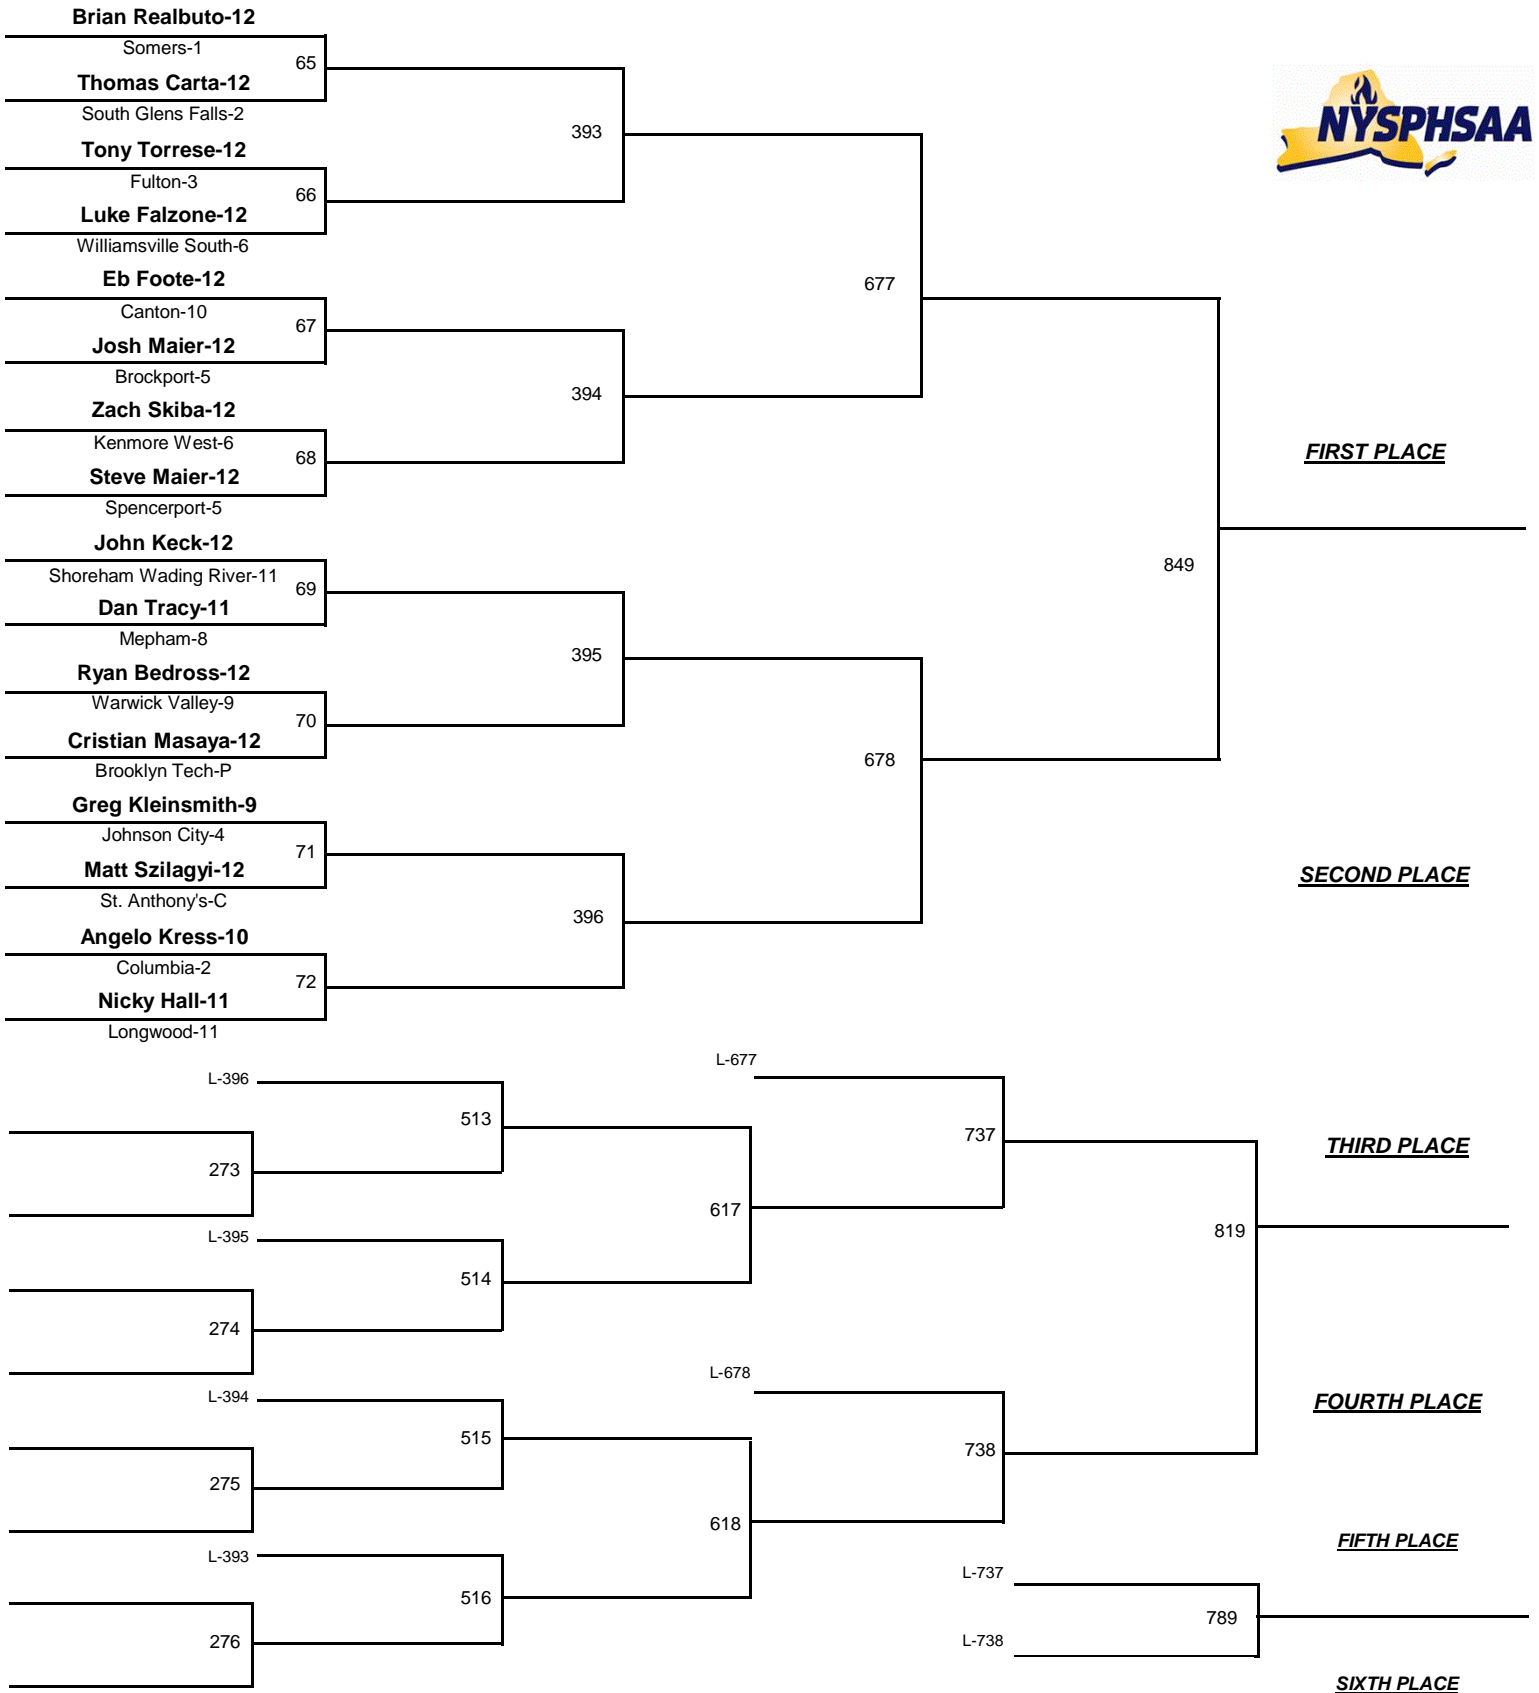 Brian Realbuto-12
Somers-1
65
Thomas Carta-12
South Glens Falls-2
393
NYSPHSAA
Tony Torrese-12
Fulton-3
66
Luke Falzone-12
Williamsville South-6
Eb Foote-12
677
Canton-10
67
Josh Maier-12
Brockport-5
394
Zach Skiba-12
Kenmore West-6
68
FIRST PLACE
Steve Maier-12
Spencerport-5
John Keck-12
849
Shoreham Wading River-11
69
Dan Tracy-11
Mepham-8
395
Ryan Bedross-12
Warwick Valley-9
70
Cristian Masaya-12
678
Brooklyn Tech-P
Greg Kleinsmith-9
Johnson City-4
71
Matt Szilagyi-12
SECOND PLACE
St. Anthony's-C
396
Angelo Kress-10
Columbia-2
72
Nicky Hall-11
Longwood-11
L-677
L-396
513
737
THIRD PLACE
273
617
L-395
819
514
274
L-678
L-394
FOURTH PLACE
515
738
275
618
FIFTH PLACE
L-393
L-737
516
789
276
L-738
SIXTH PLACE